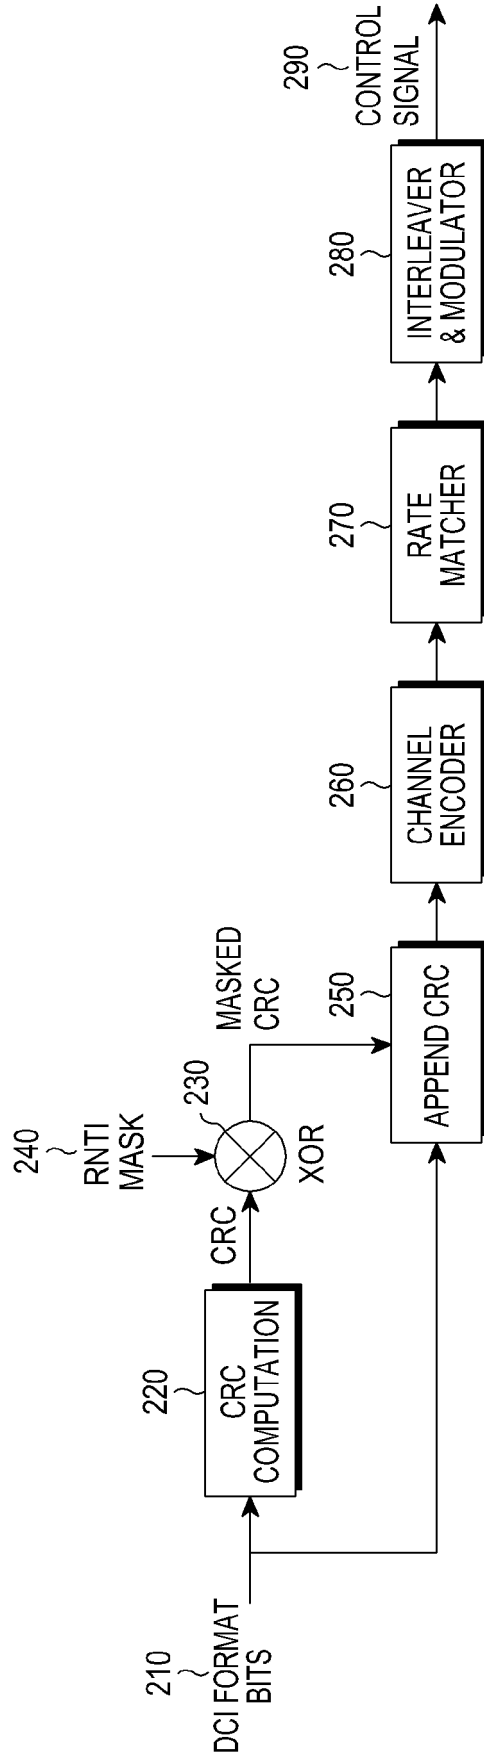 210
DCI FORMAT
BITS
220
CRC
COMPUTATION
CRC
240
RNTI
MASK
230
XOR
MASKED
CRC
250
APPEND CRC
260
CHANNEL
ENCODER
270
RATE
MATCHER
280
INTERLEAVER
& MODULATOR
290
CONTROL
SIGNAL